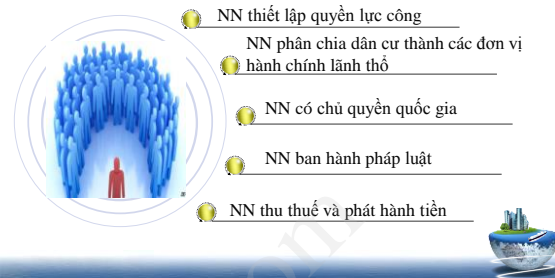 NN thiết lập quyền lực công
NN phân chia dân cư thành các đơn vị
hành chính lãnh thổ
NN có chủ quyền quốc gia
NN ban hành pháp luật
NN thu thuế và phát hành tiền
om